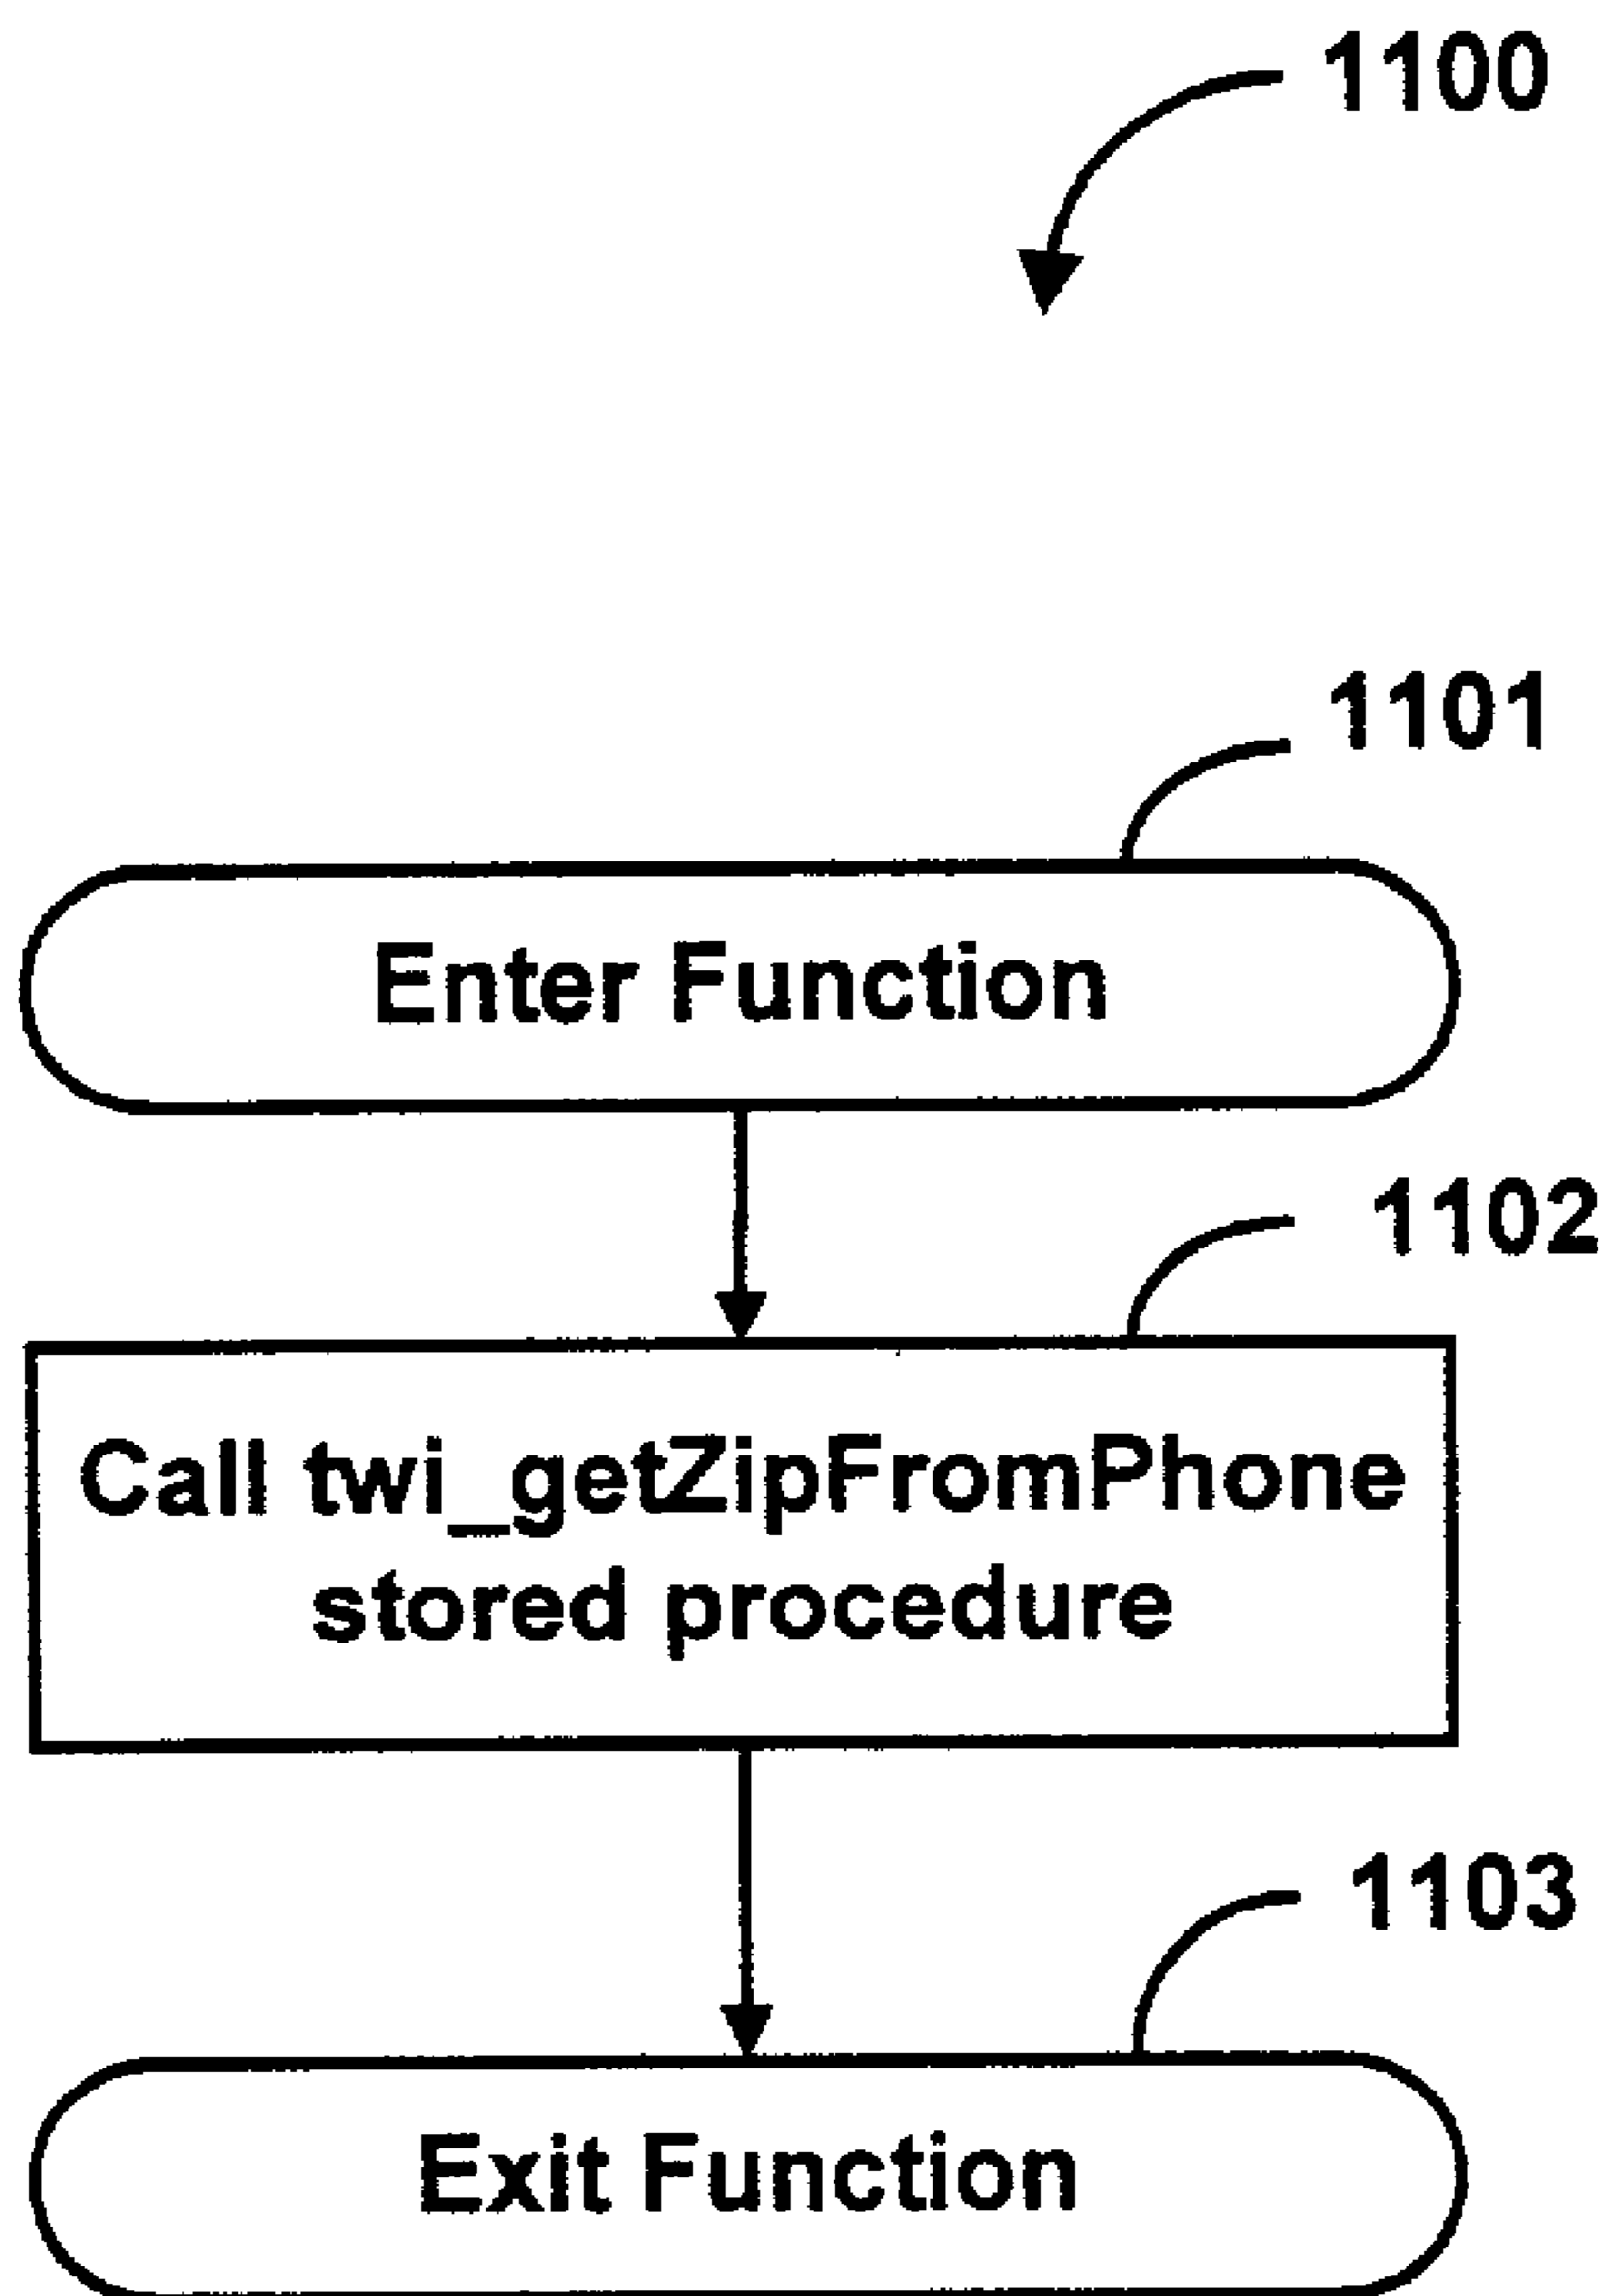 1100
1101
Enter Function
1102
Call twi_getZipFromPhone
stored procedure
1103
Exit Function